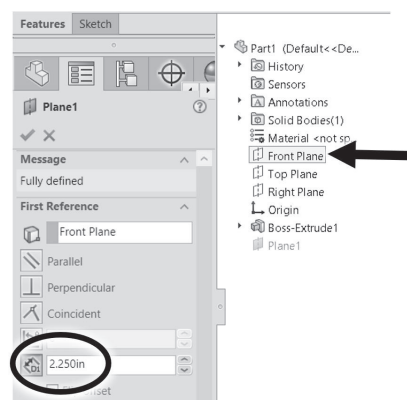 Features Sketch
Plane1
Message
Fully defined
First Reference
Front Plane
Parallel
Perpendicular
Coincident
2.250in
Part1 (Default<<De...
History
Sensors
A Annotations
Solid Bodies(1)
Material <not sp
Front Plane
Top Plane
Right Plane
Origin
Boss-Extrude1
Plane1